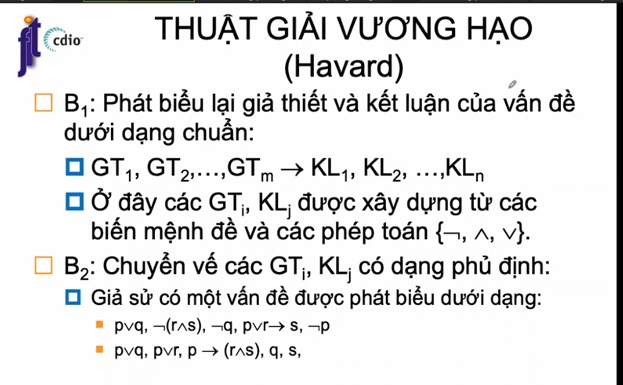 cdio
THUẬT GIẢI VƯƠNG HẠO
(Havard)
B₁: Phát biểu lại giả thiết và kết luận của vấn đề
dưới dạng chuẩn:
GT₁, GT₂,…,GTₘ → KL₁, KL₂, …,KLₙ
Ở đây các GTᵢ, KLⱼ được xây dựng từ các
biến mệnh đề và các phép toán {¬, ∧, ∨}.
B₂: Chuyển vế các GTᵢ, KLⱼ có dạng phủ định:
Giả sử có một vấn đề được phát biểu dưới dạng:
p∨q, ¬(r∧s), ¬q, p∨r→ s, ¬p
p∨q, p∨r, p → (r∧s), q, s,